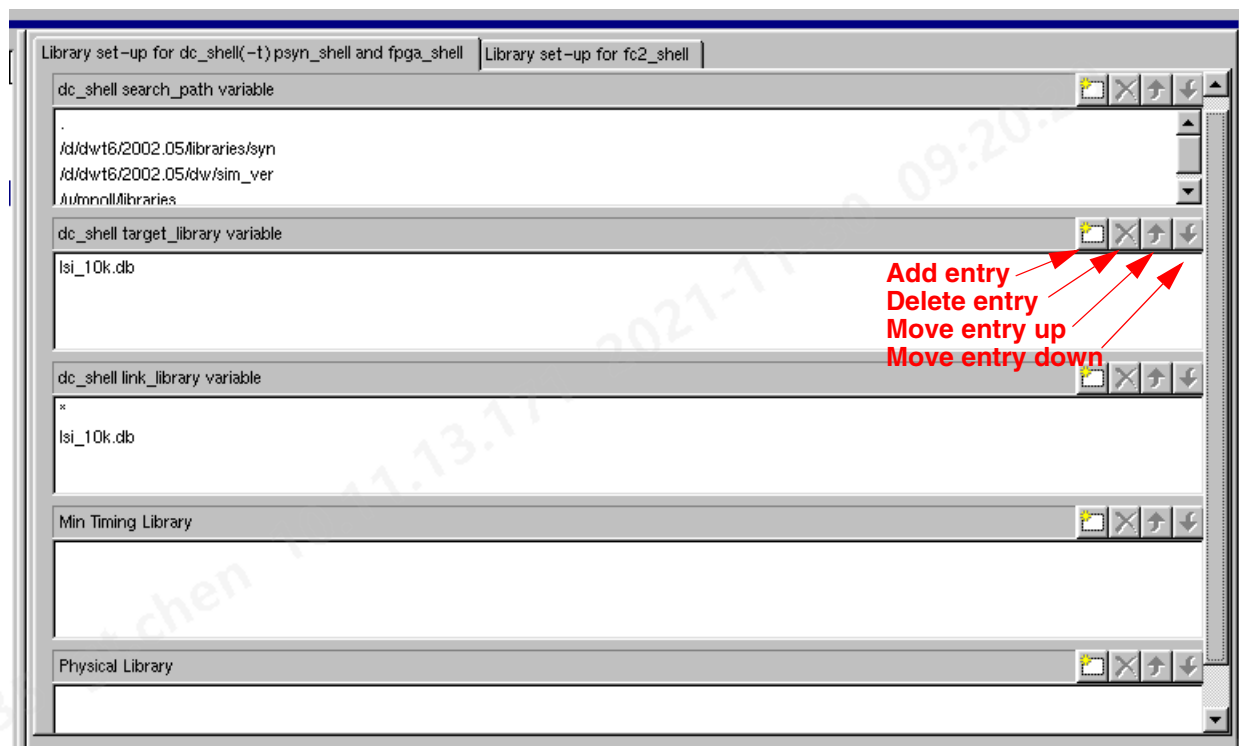 Library set-up for dc_shell(-t) psyn_shell and fpga_shell
Library set-up for fc2_shell
dc_shell search_path variable
.
/d/dwt6/2002.05/libraries/syn
/d/dwt6/2002.05/dw/sim_ver
/u/mnoll/libraries
dc_shell target_library variable
lsi_10k.db
Add entry
Delete entry
Move entry up
Move entry down
dc_shell link_library variable
*
lsi_10k.db
Min Timing Library
Physical Library